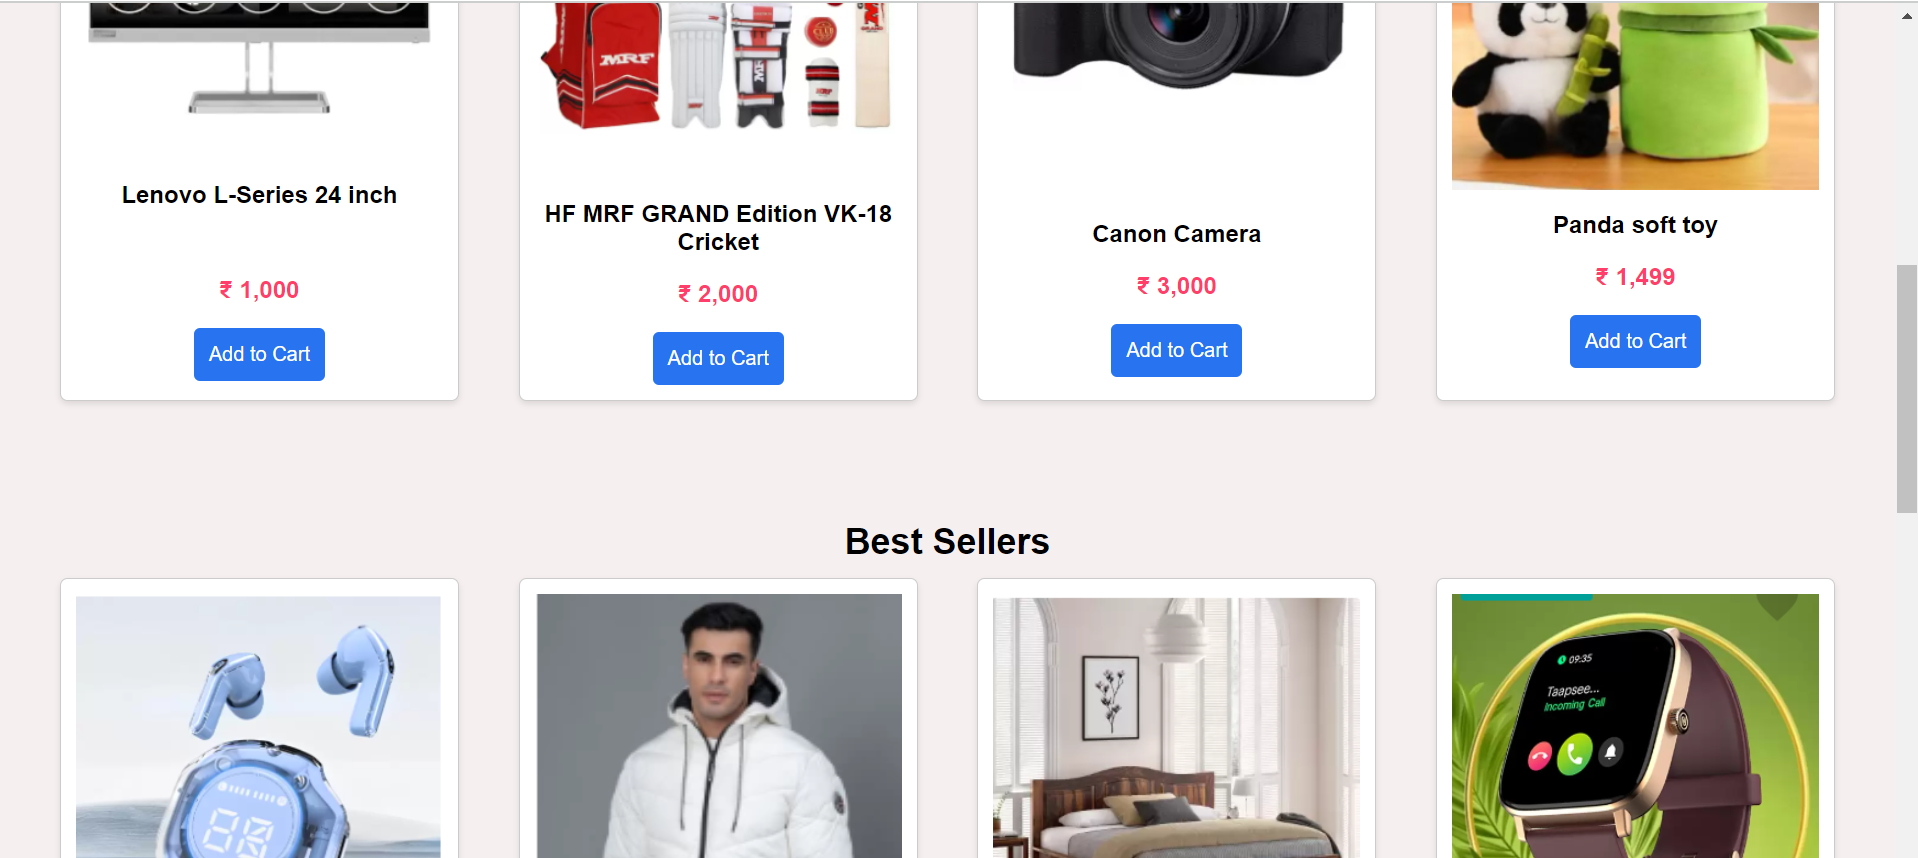 MRF
Lenovo L-Series 24 inch
₹ 1,000
Add to Cart
HF MRF GRAND Edition VK-18
Cricket
₹ 2,000
Add to Cart
Canon Camera
₹ 3,000
Add to Cart
Panda soft toy
₹ 1,499
Add to Cart
Best Sellers
09:35
Taapsee...
Incoming Call